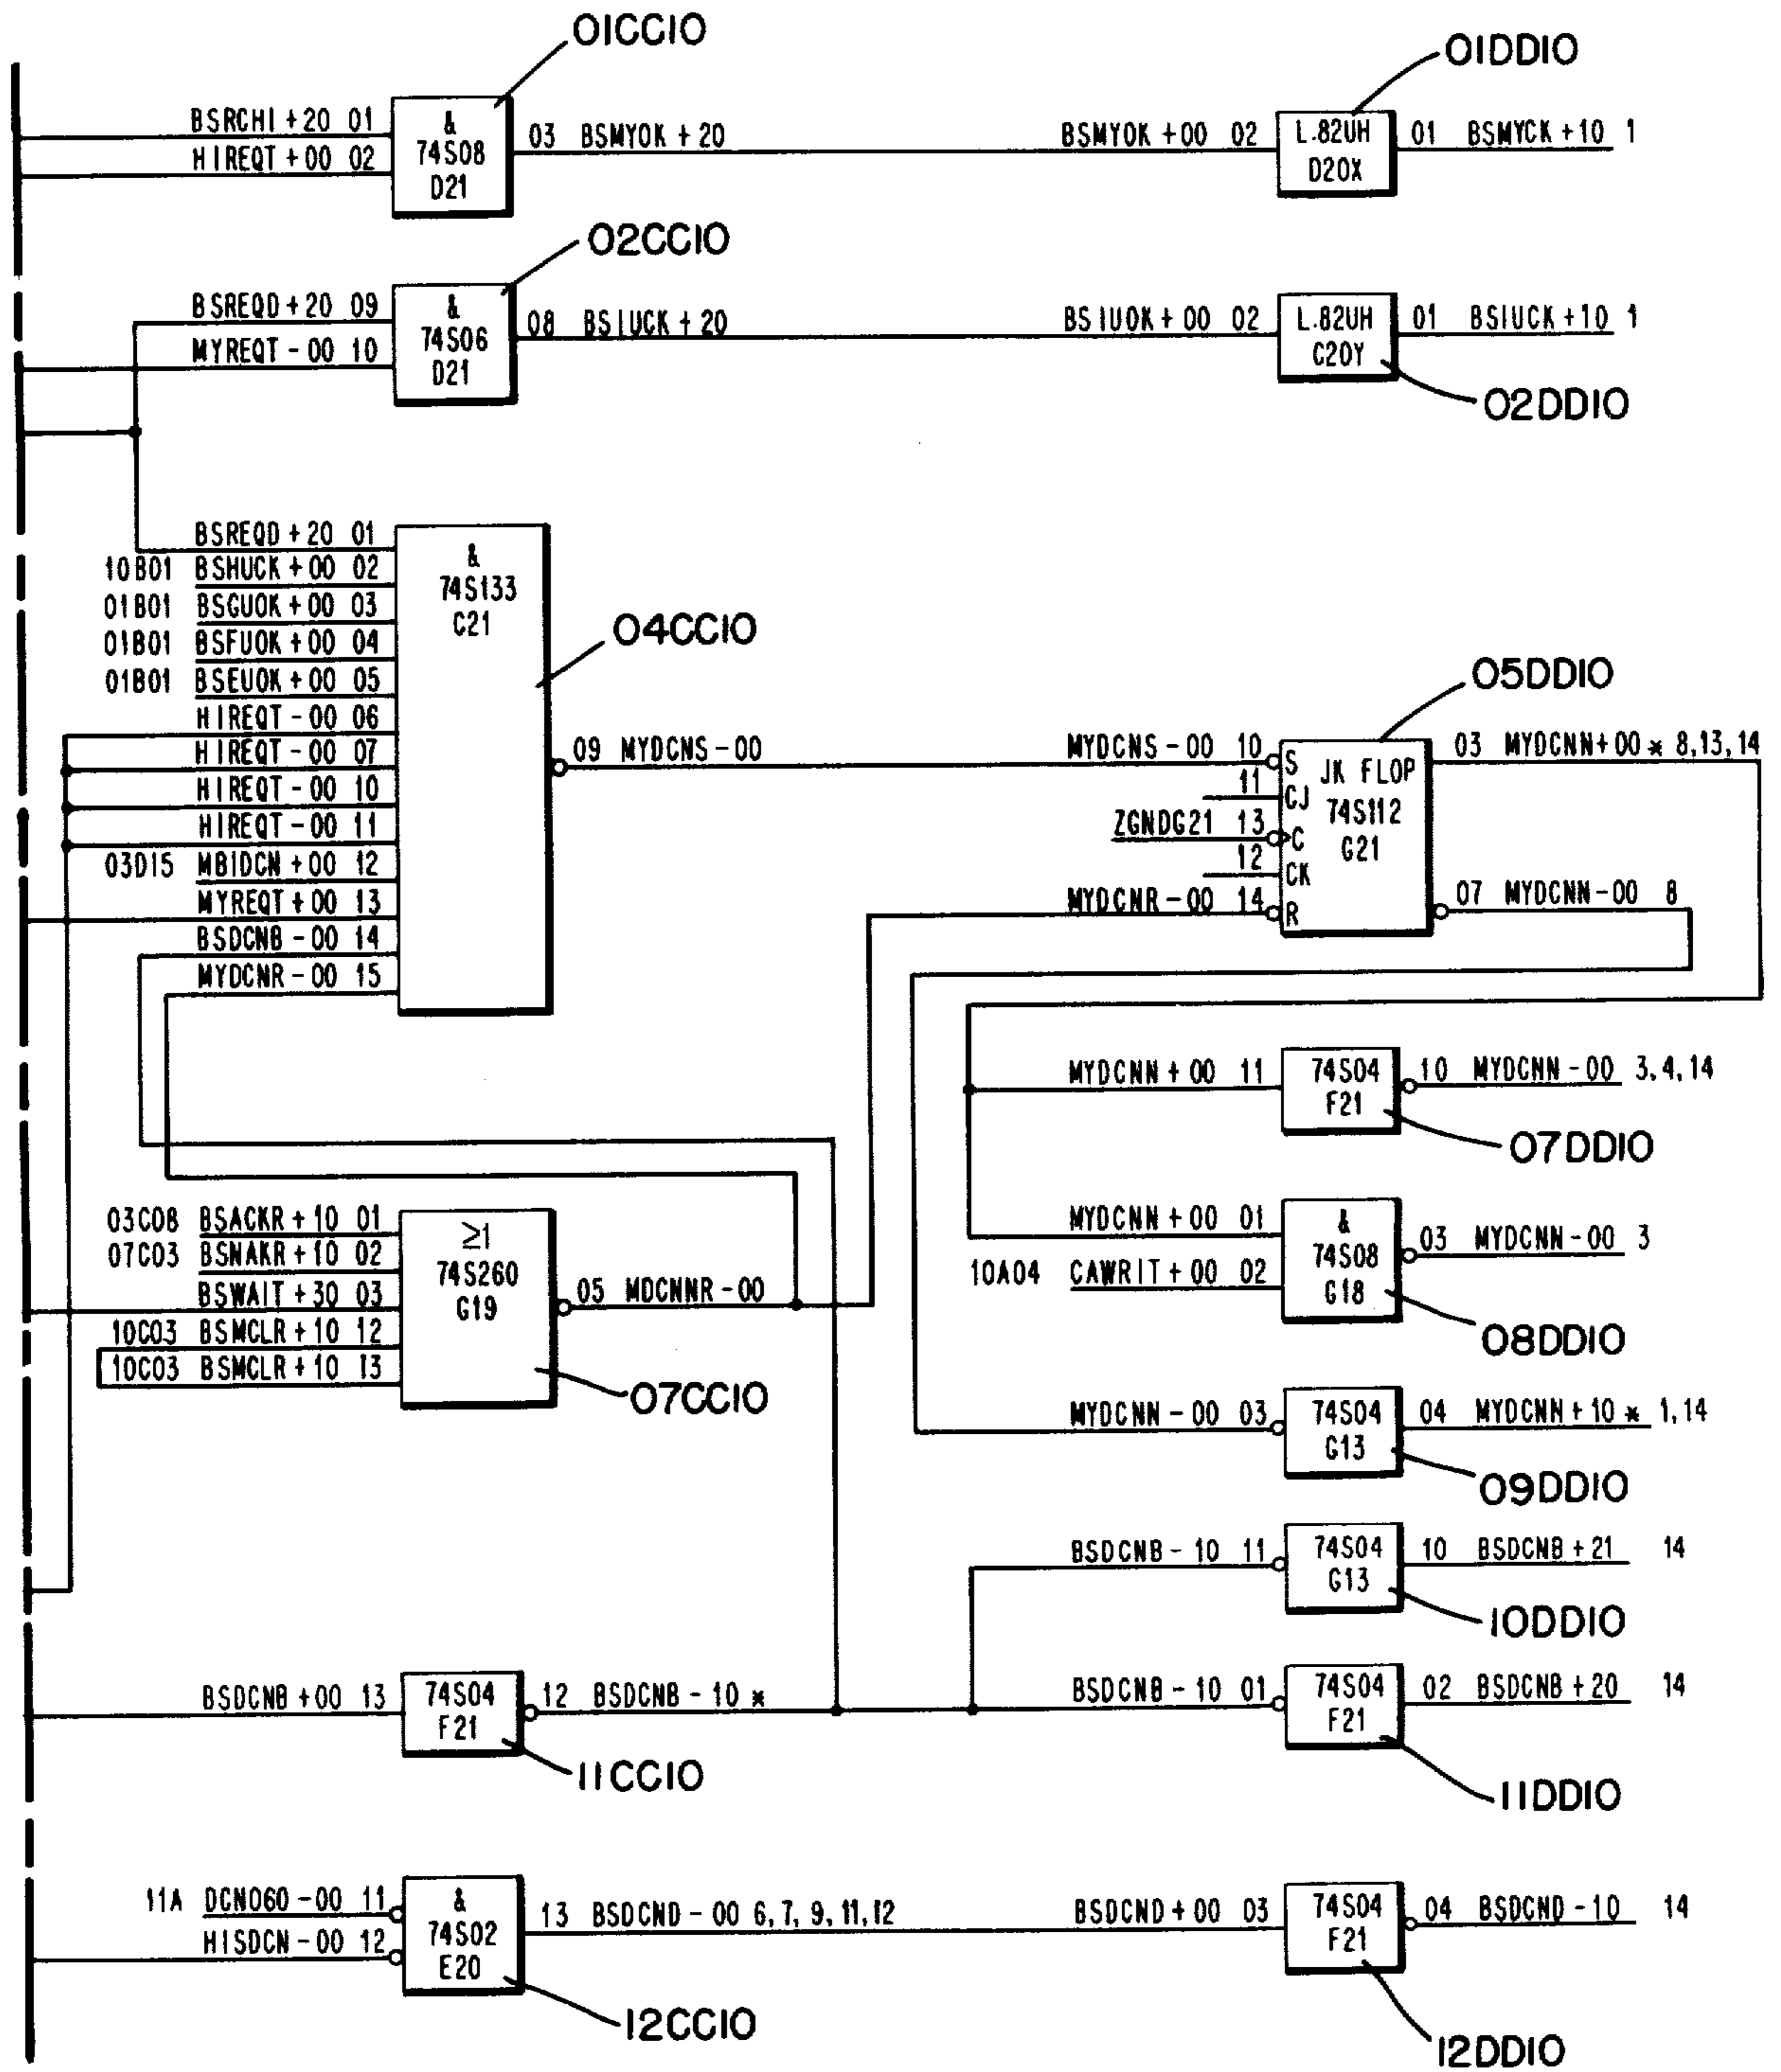 01CC10
01DD10
BSRCHI+20 01
HIREQT+00 02
&
74S08
D21
03 BSMYOK+20
BSMYOK+00 02
L.82UH
D20X
01 BSMYCK+10 1
02CC10
BSREQD+20 09
MYREQT-00 10
&
74S06
D21
08 BSIUCK+20
BSIUOK+00 02
L.82UH
C20Y
01 BSIUCK+10 1
02DD10
BSREQD+20 01
10B01 BSHUCK+00 02
01B01 BSGUOK+00 03
01B01 BSFUOK+00 04
01B01 BSEUOK+00 05
HIREQT-00 06
HIREQT-00 07
HIREQT-00 10
HIREQT-00 11
03D15 MBIDCN+00 12
MYREQT+00 13
BSDCNB-00 14
MYDCNR-00 15
&
74S133
C21
04CC10
09 MYDCNS-00
05DD10
MYDCNS-00 10
11
ZGNDG21 13
12
MYDCNR-00 14
S
CJ
C
CK
R
JK FLOP
74S112
G21
03 MYDCNN+00 * 8,13,14
07 MYDCNN-00 8
MYDCNN+00 11
74S04
F21
10 MYDCNN-00 3,4,14
07DD10
03C08 BSACKR+10 01
07C03 BSNAKR+10 02
BSWAIT+30 03
10C03 BSMCLR+10 12
10C03 BSMCLR+10 13
≥1
74S260
G19
05 MDCNNR-00
07CC10
MYDCNN+00 01
10A04 CAWRIT+00 02
&
74S08
G18
03 MYDCNN-00 3
08DD10
MYDCNN-00 03
74S04
G13
04 MYDCNN+10 * 1,14
09DD10
BSDCNB-10 11
74S04
G13
10 BSDCNB+21 14
10DD10
BSDCNB+00 13
74S04
F21
12 BSDCNB-10 *
11CC10
BSDCNB-10 01
74S04
F21
02 BSDCNB+20 14
11DD10
11A DCN060-00 11
HISDCN-00 12
&
74S02
E20
13 BSDCND-00 6,7,9,11,12
12CC10
BSDCND+00 03
74S04
F21
04 BSDCND-10 14
12DD10